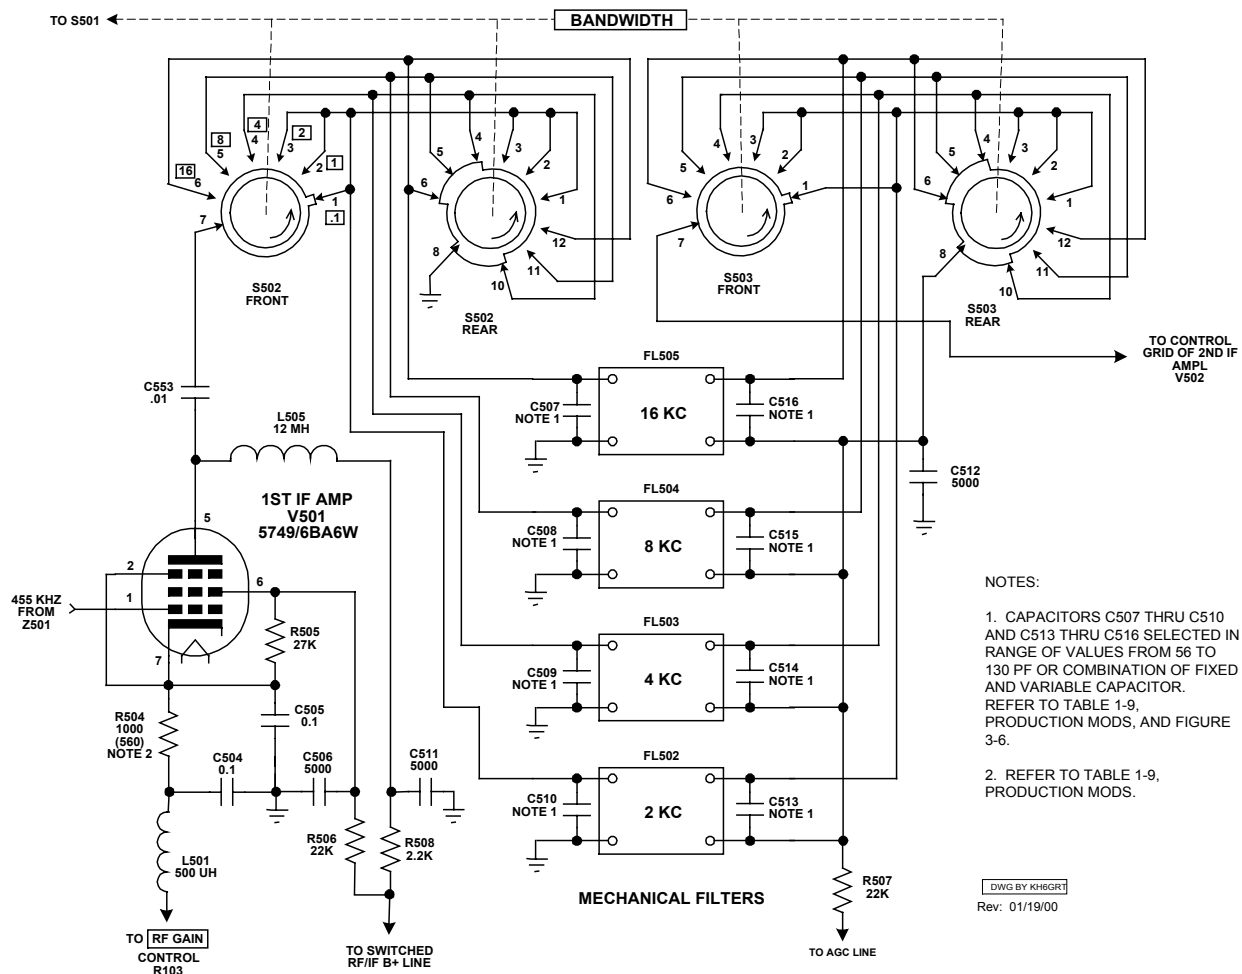 TO S501
BANDWIDTH
16
8
4
2
1
.1
6
5
4
3
2
1
7
S502
FRONT
6
5
4
3
2
1
12
11
10
8
S502
REAR
6
5
4
3
2
1
7
S503
FRONT
6
5
4
3
2
1
12
11
10
8
S503
REAR
TO CONTROL
GRID OF 2ND IF
AMPL
V502
C553
.01
L505
12 MH
1ST IF AMP
V501
5749/6BA6W
5
2
1
6
7
455 KHZ
FROM
Z501
R505
27K
R504
1000
(560)
NOTE 2
C505
0.1
C504
0.1
C506
5000
C511
5000
R506
22K
R508
2.2K
L501
500 UH
TO RF GAIN
CONTROL
R103
TO SWITCHED
RF/IF B+ LINE
FL505
16 KC
C507
NOTE 1
C516
NOTE 1
FL504
8 KC
C508
NOTE 1
C515
NOTE 1
FL503
4 KC
C509
NOTE 1
C514
NOTE 1
FL502
2 KC
C510
NOTE 1
C513
NOTE 1
C512
5000
MECHANICAL FILTERS
R507
22K
TO AGC LINE
NOTES:
1. CAPACITORS C507 THRU C510
AND C513 THRU C516 SELECTED IN
RANGE OF VALUES FROM 56 TO
130 PF OR COMBINATION OF FIXED
AND VARIABLE CAPACITOR.
REFER TO TABLE 1-9,
PRODUCTION MODS, AND FIGURE
3-6.
2. REFER TO TABLE 1-9,
PRODUCTION MODS.
DWG BY KH6GRT
Rev: 01/19/00